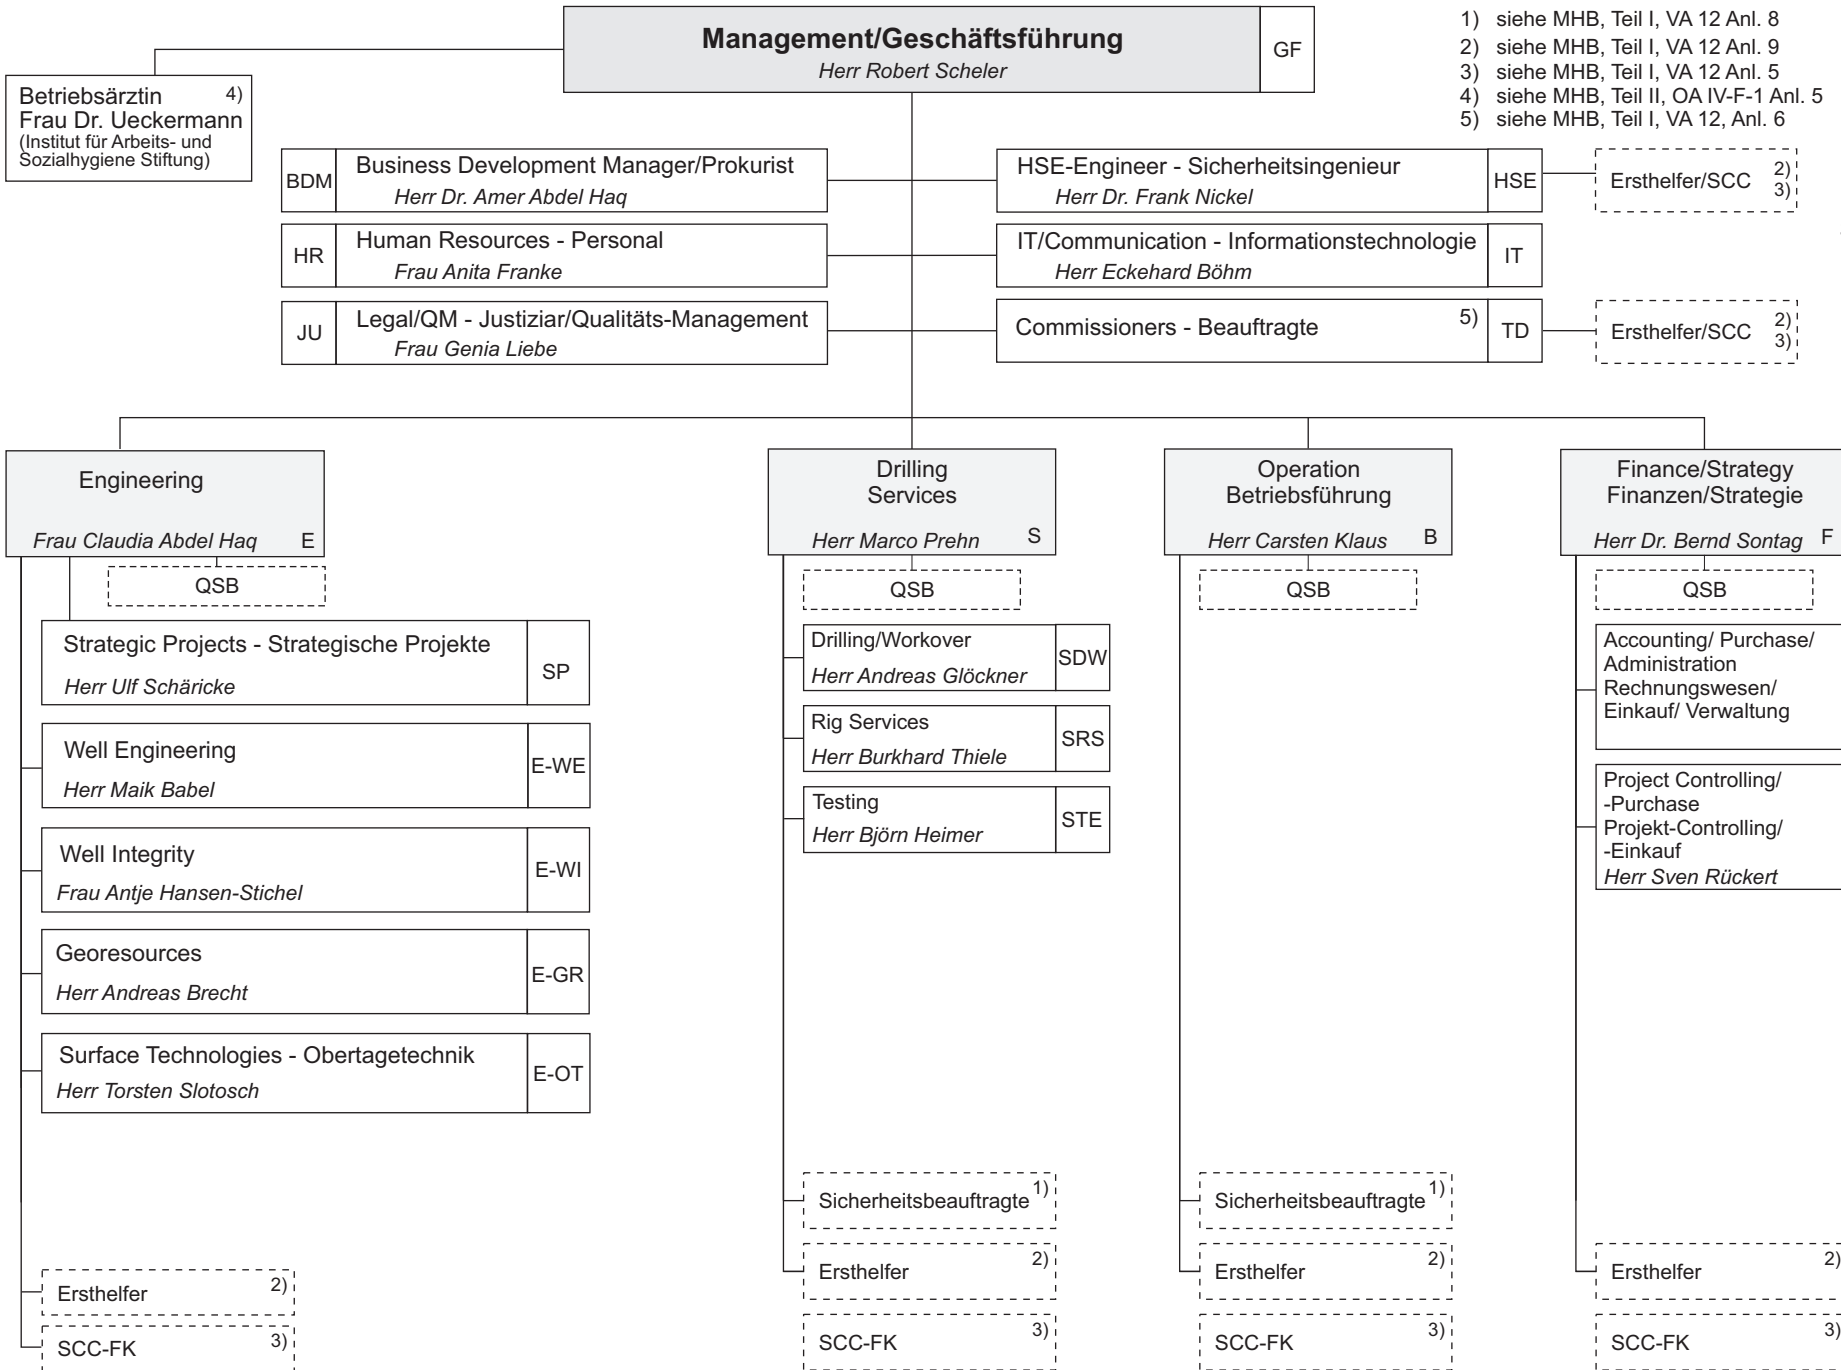 Management/Geschäftsführung
Herr Robert Scheler
GF
1) siehe MHB, Teil I, VA 12 Anl. 8
2) siehe MHB, Teil I, VA 12 Anl. 9
3) siehe MHB, Teil I, VA 12 Anl. 5
4) siehe MHB, Teil II, OA IV-F-1 Anl. 5
5) siehe MHB, Teil I, VA 12, Anl. 6
Betriebsärztin 4)
Frau Dr. Ueckermann
(Institut für Arbeits- und
Sozialhygiene Stiftung)
BDM
Business Development Manager/Prokurist
Herr Dr. Amer Abdel Haq
HSE-Engineer - Sicherheitsingenieur
Herr Dr. Frank Nickel
HSE
Ersthelfer/SCC 2)
3)
HR
Human Resources - Personal
Frau Anita Franke
IT/Communication - Informationstechnologie
Herr Eckehard Böhm
IT
JU
Legal/QM - Justiziar/Qualitäts-Management
Frau Genia Liebe
Commissioners - Beauftragte 5)
TD
Ersthelfer/SCC 2)
3)
Engineering
Frau Claudia Abdel Haq E
QSB
Strategic Projects - Strategische Projekte
Herr Ulf Schäricke
SP
Well Engineering
Herr Maik Babel
E-WE
Well Integrity
Frau Antje Hansen-Stichel
E-WI
Georesources
Herr Andreas Brecht
E-GR
Surface Technologies - Obertagetechnik
Herr Torsten Slotosch
E-OT
Ersthelfer 2)
SCC-FK 3)
Drilling
Services
Herr Marco Prehn S
QSB
Drilling/Workover
Herr Andreas Glöckner
SDW
Rig Services
Herr Burkhard Thiele
SRS
Testing
Herr Björn Heimer
STE
Sicherheitsbeauftragte 1)
Ersthelfer 2)
SCC-FK 3)
Operation
Betriebsführung
Herr Carsten Klaus B
QSB
Sicherheitsbeauftragte 1)
Ersthelfer 2)
SCC-FK 3)
Finance/Strategy
Finanzen/Strategie
Herr Dr. Bernd Sontag F
QSB
Accounting/ Purchase/
Administration
Rechnungswesen/
Einkauf/ Verwaltung
Project Controlling/
-Purchase
Projekt-Controlling/
-Einkauf
Herr Sven Rückert
Ersthelfer 2)
SCC-FK 3)